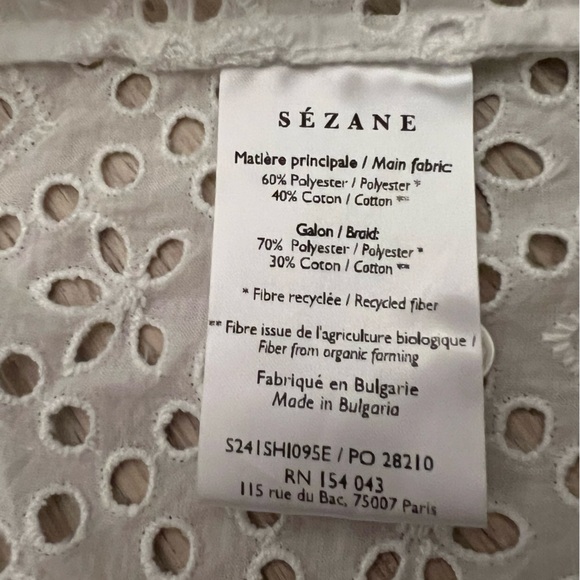 SÉZANE
Matière principale / Main fabric:
60% Polyester / Polyester *
40% Coton / Cotton **
Galon / Braid:
70% Polyester / Polyester *
30% Coton / Cotton **
* Fibre recyclée / Recycled fiber
** Fibre issue de l'agriculture biologique /
Fiber from organic farming
Fabriqué en Bulgarie
Made in Bulgaria
S241SHI095E / PO 28210
RN 154 043
115 rue du Bac, 75007 Paris